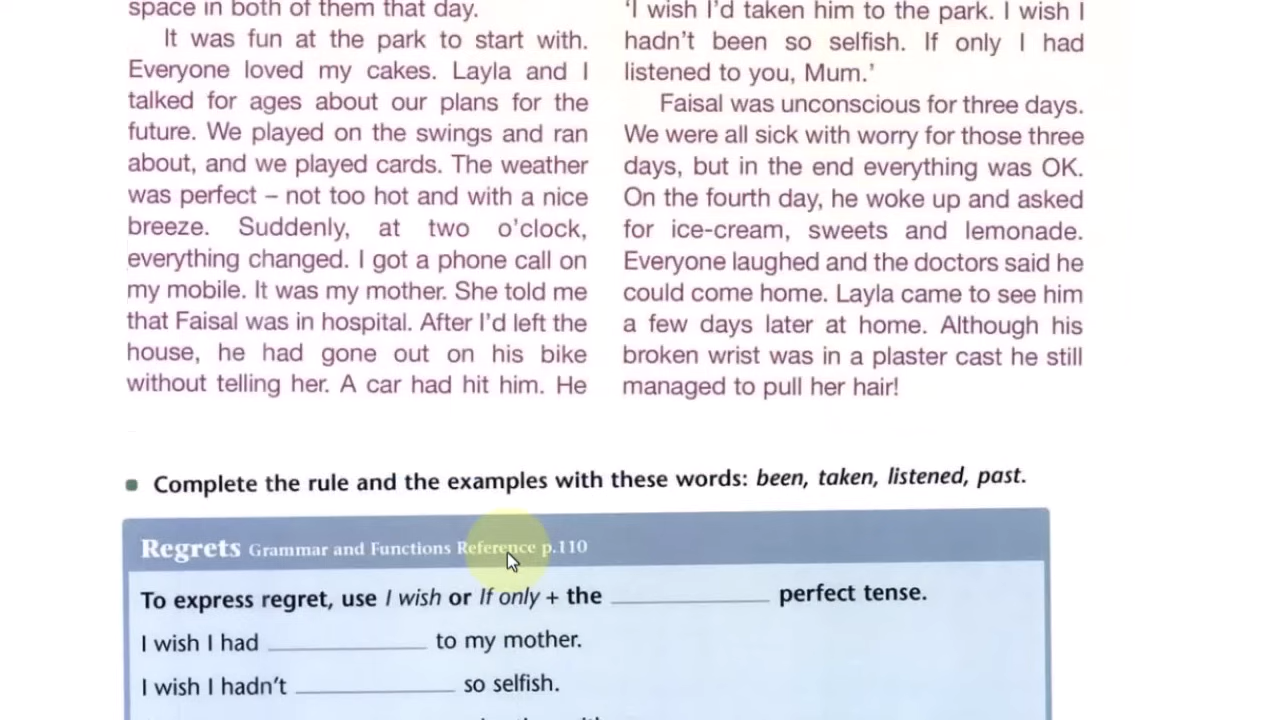 space in both of them that day.
It was fun at the park to start with.
Everyone loved my cakes. Layla and I
talked for ages about our plans for the
future. We played on the swings and ran
about, and we played cards. The weather
was perfect – not too hot and with a nice
breeze. Suddenly, at two o'clock,
everything changed. I got a phone call on
my mobile. It was my mother. She told me
that Faisal was in hospital. After I'd left the
house, he had gone out on his bike
without telling her. A car had hit him. He
'I wish I'd taken him to the park. I wish I
hadn't been so selfish. If only I had
listened to you, Mum.'
Faisal was unconscious for three days.
We were all sick with worry for those three
days, but in the end everything was OK.
On the fourth day, he woke up and asked
for ice-cream, sweets and lemonade.
Everyone laughed and the doctors said he
could come home. Layla came to see him
a few days later at home. Although his
broken wrist was in a plaster cast he still
managed to pull her hair!
Complete the rule and the examples with these words: been, taken, listened, past.
Regrets Grammar and Functions Reference p.110
To express regret, use I wish or If only + the ______ perfect tense.
I wish I had ______ to my mother.
I wish I hadn't ______ so selfish.